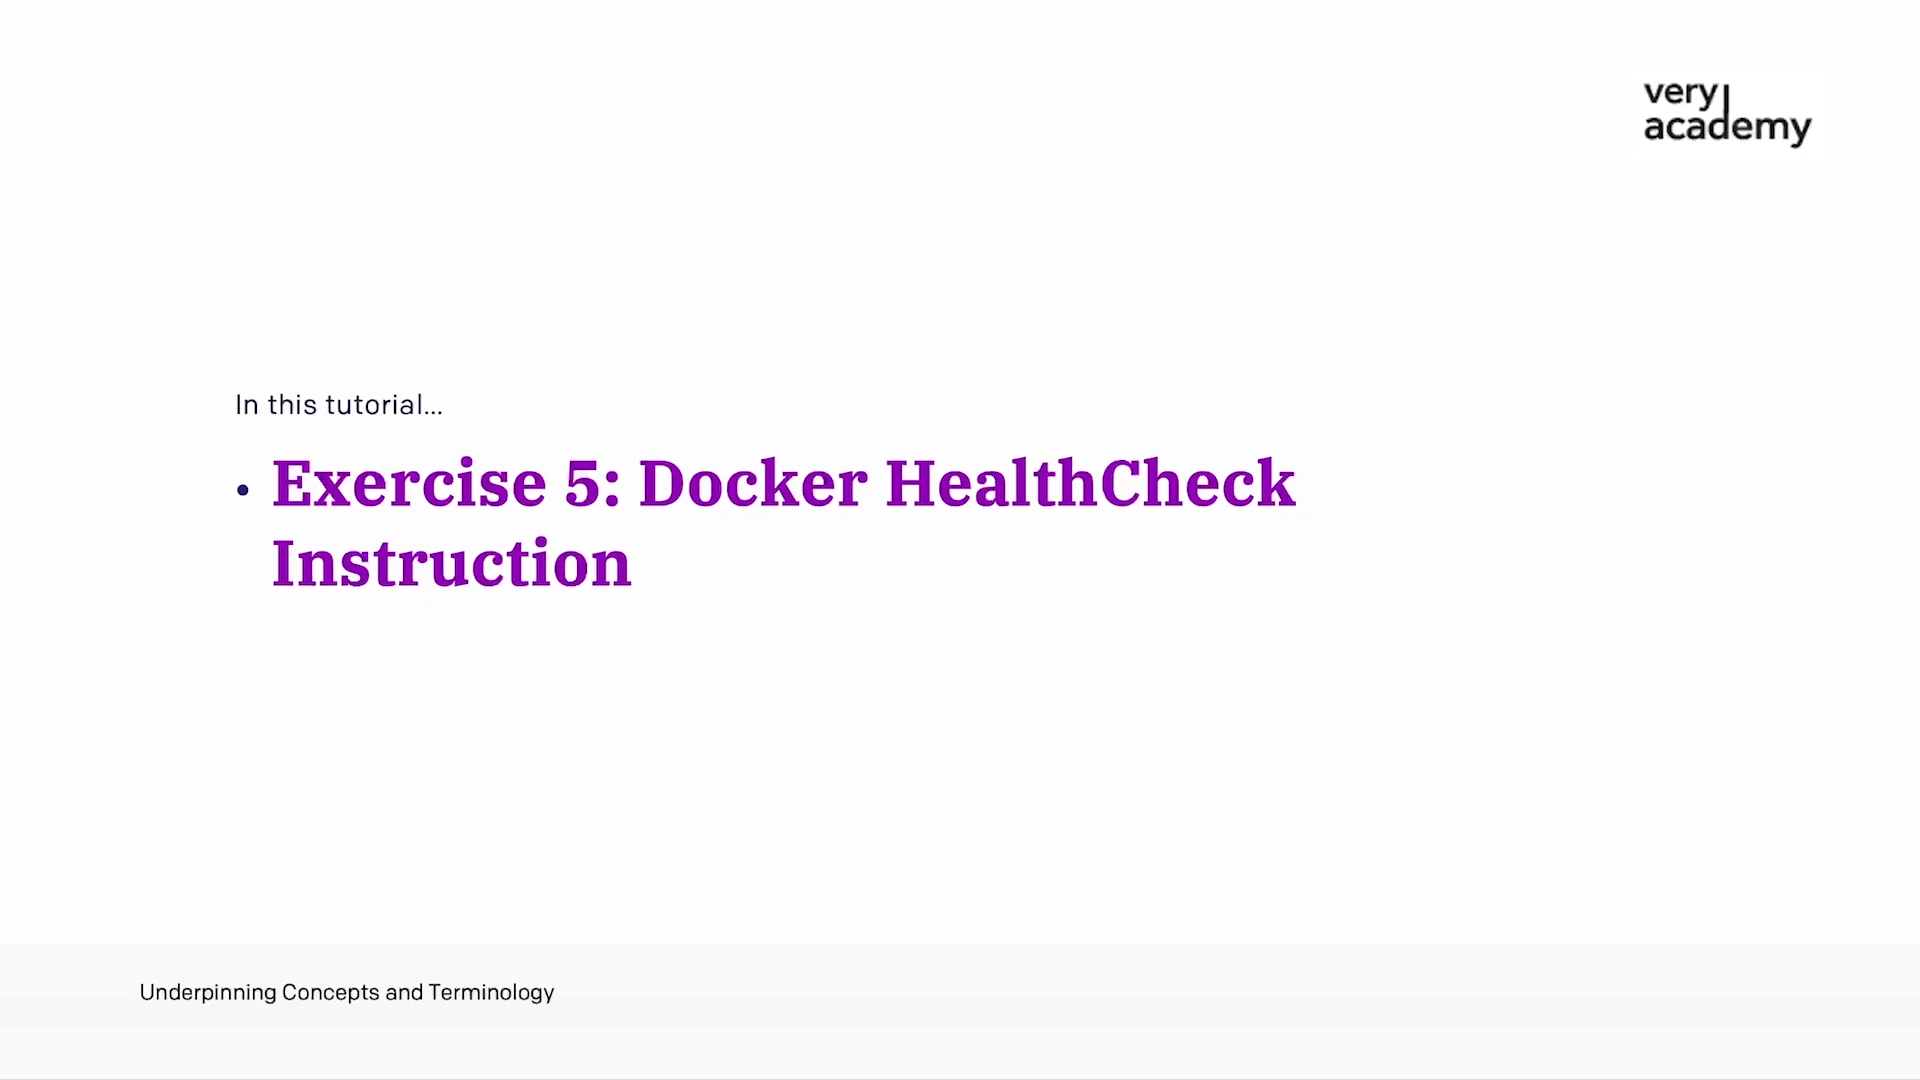 very
academy
In this tutorial...
• Exercise 5: Docker HealthCheck
Instruction
Underpinning Concepts and Terminology